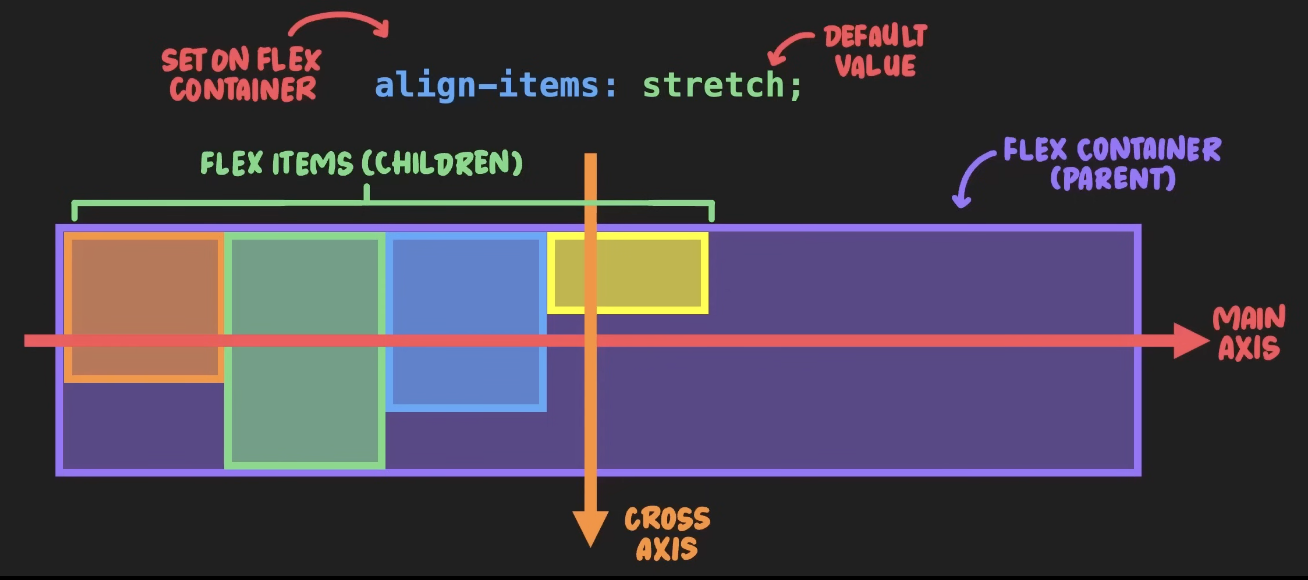 SET ON FLEX
CONTAINER
align-items: stretch;
DEFAULT
VALUE
FLEX ITEMS (CHILDREN)
FLEX CONTAINER
(PARENT)
MAIN
AXIS
CROSS
AXIS